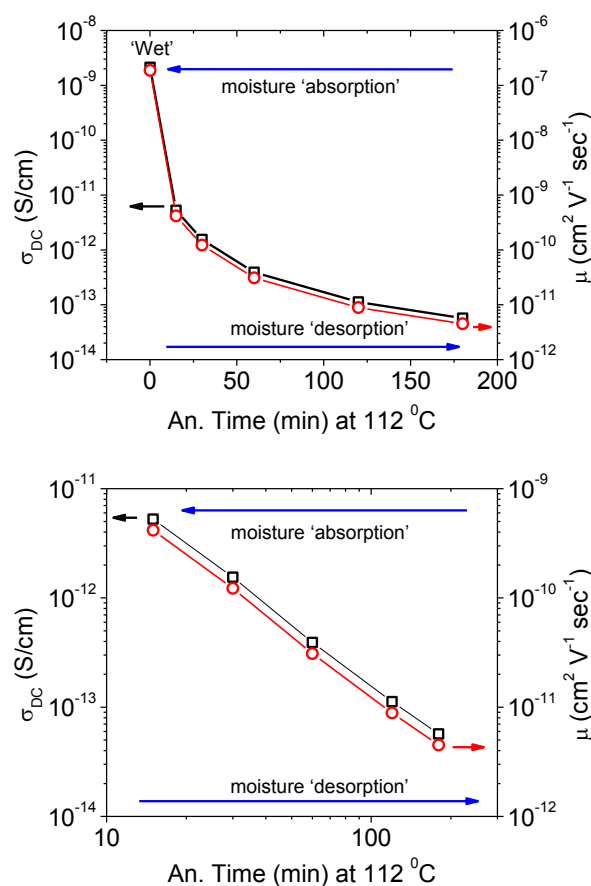 10⁻⁸
10⁻⁹
10⁻¹⁰
10⁻¹¹
10⁻¹²
10⁻¹³
10⁻¹⁴
σDC (S/cm)
'Wet'
moisture 'absorption'
moisture 'desorption'
10⁻⁶
10⁻⁷
10⁻⁸
10⁻⁹
10⁻¹⁰
10⁻¹¹
10⁻¹²
μ (cm² V⁻¹ sec⁻¹)
0 50 100 150 200
An. Time (min) at 112 ⁰C
10⁻¹¹
10⁻¹²
10⁻¹³
10⁻¹⁴
σDC (S/cm)
moisture 'absorption'
moisture 'desorption'
10⁻⁹
10⁻¹⁰
10⁻¹¹
10⁻¹²
μ (cm² V⁻¹ sec⁻¹)
10 100
An. Time (min) at 112 ⁰C